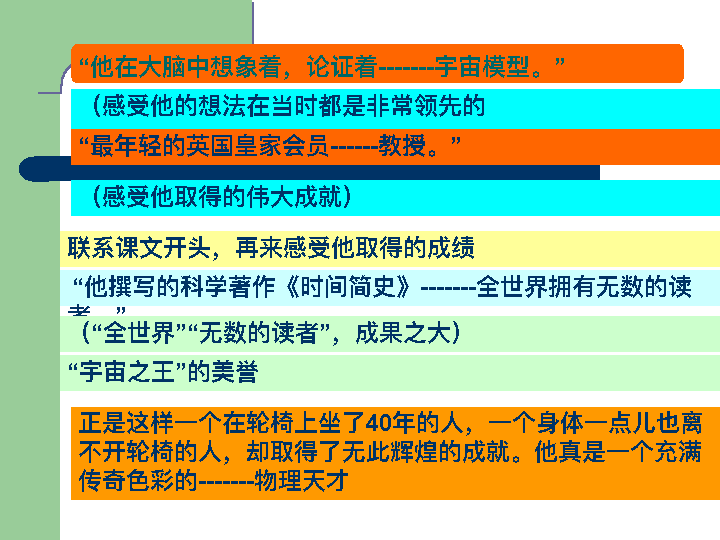 “他在大脑中想象着，论证着-------宇宙模型。”
（感受他的想法在当时都是非常领先的
“最年轻的英国皇家会员------教授。”
（感受他取得的伟大成就）
联系课文开头，再来感受他取得的成绩
“他撰写的科学著作《时间简史》-------全世界拥有无数的读
者。”
（“全世界”“无数的读者”，成果之大）
“宇宙之王”的美誉
正是这样一个在轮椅上坐了40年的人，一个身体一点儿也离
不开轮椅的人，却取得了无此辉煌的成就。他真是一个充满
传奇色彩的-------物理天才